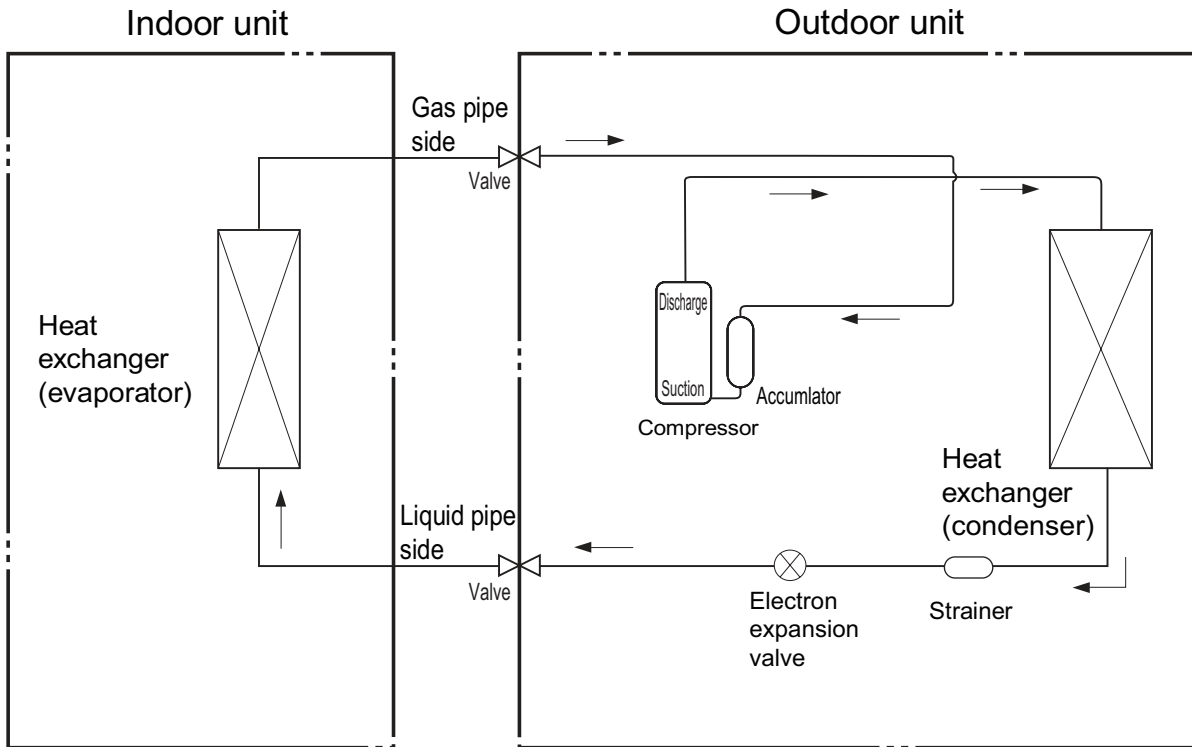 Indoor unit
Outdoor unit
Gas pipe
side
Valve
Discharge
Suction
Accumlator
Compressor
Heat
exchanger
(evaporator)
Heat
exchanger
(condenser)
Liquid pipe
side
Valve
Electron
expansion
valve
Strainer